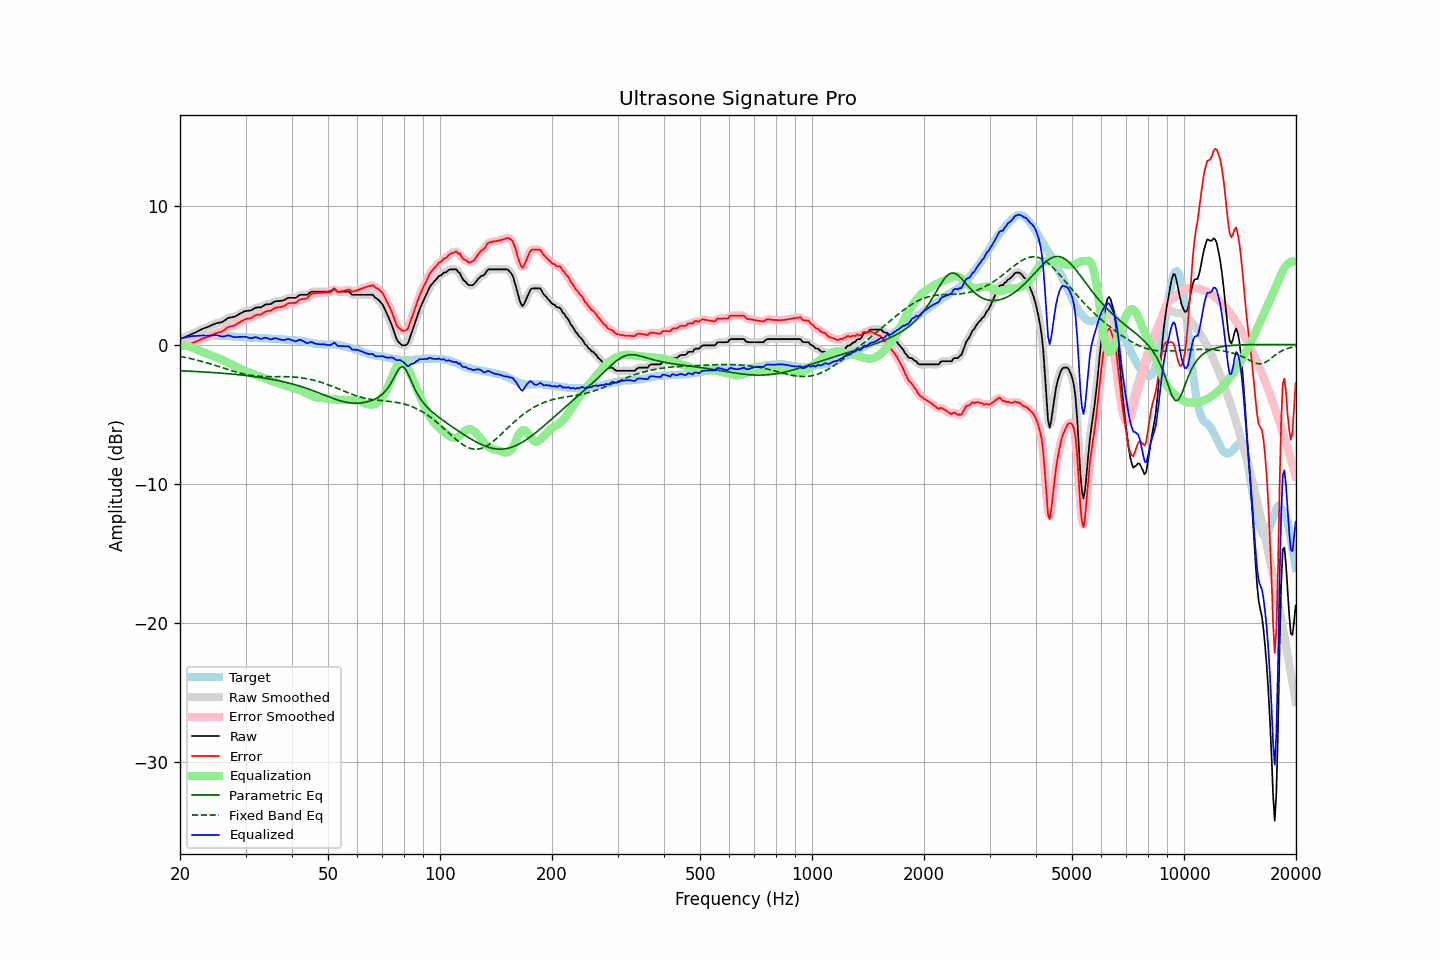 Ultrasone Signature Pro
Amplitude (dBr)
10
0
−10
−20
−30
Target
Raw Smoothed
Error Smoothed
Raw
Error
Equalization
Parametric Eq
Fixed Band Eq
Equalized
20 50 100 200 500 1000 2000 5000 10000 20000
Frequency (Hz)